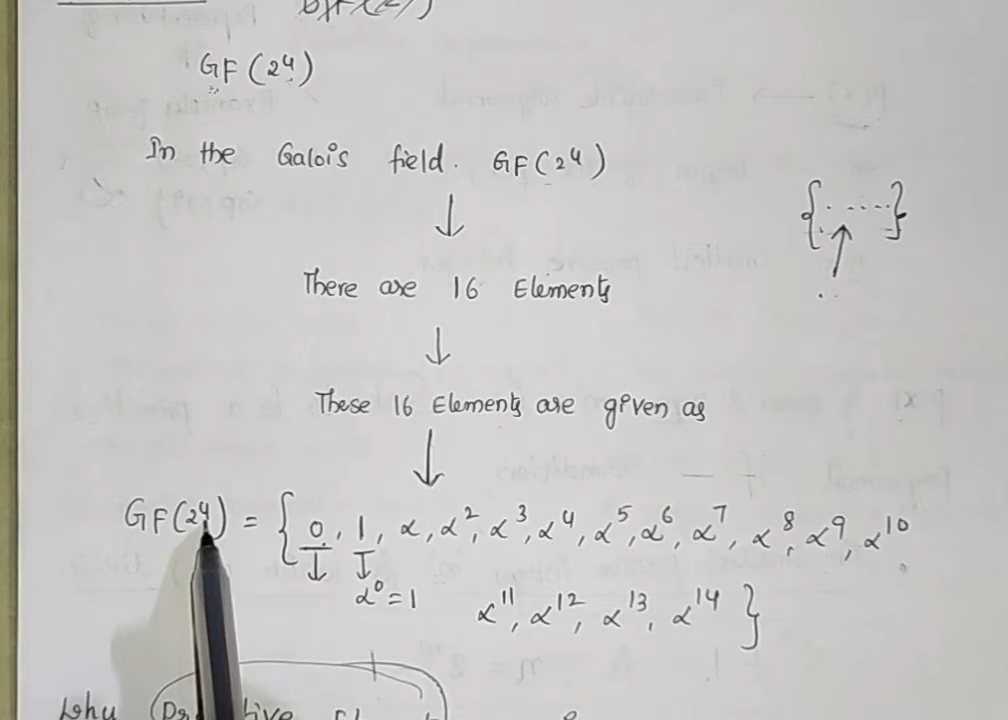 GF(2⁴)
In the Galois field. GF(2⁴)
↓
{.....}
There are 16 Elements
↓
These 16 Elements are given as
↓
GF(2⁴) = { 0, 1, α, α², α³, α⁴, α⁵, α⁶, α⁷, α⁸, α⁹, α¹⁰
α⁰=1 α¹¹, α¹², α¹³, α¹⁴ }
Why